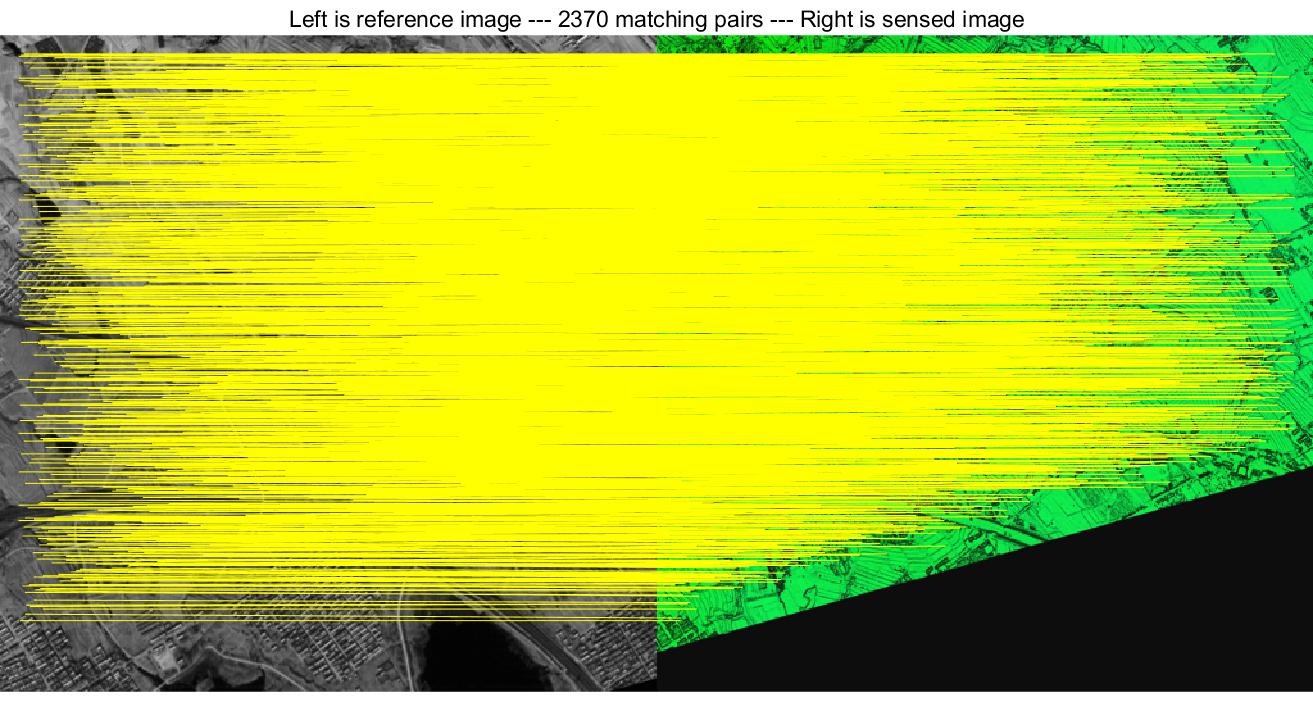 Left is reference image --- 2370 matching pairs --- Right is sensed image